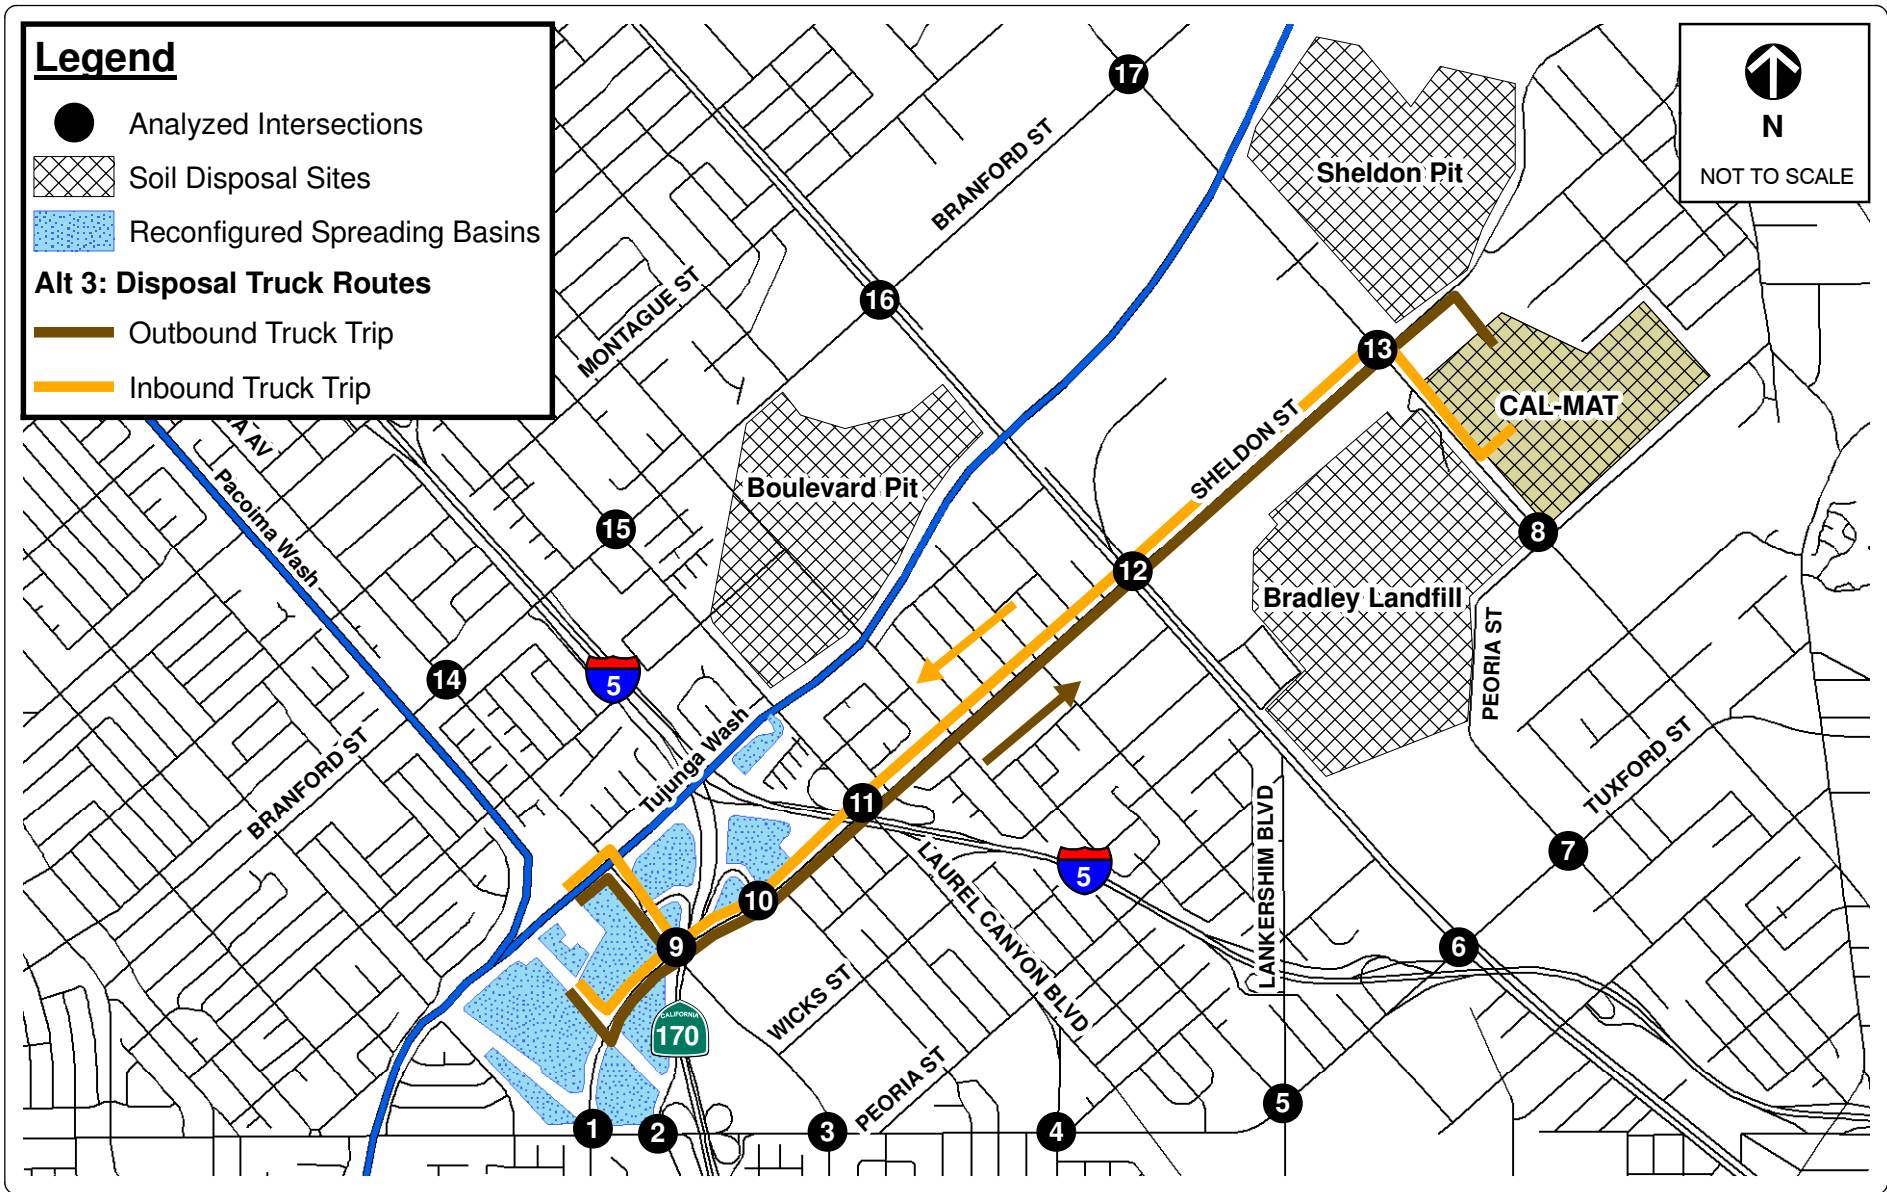 Legend
Analyzed Intersections
Soil Disposal Sites
Reconfigured Spreading Basins
Alt 3: Disposal Truck Routes
Outbound Truck Trip
Inbound Truck Trip
N
NOT TO SCALE
17
BRANFORD ST
Sheldon Pit
16
MONTAGUE ST
13
CAL-MAT
SHELDON ST
A AV
Pacoima Wash
Boulevard Pit
15
8
12
Bradley Landfill
PEORIA ST
14
5
Tujunga Wash
BRANFORD ST
TUXFORD ST
11
LANKERSHIM BLVD
7
5
LAUREL CANYON BLVD
10
9
6
WICKS ST
CALIFORNIA
170
PEORIA ST
1
2
3
4
5